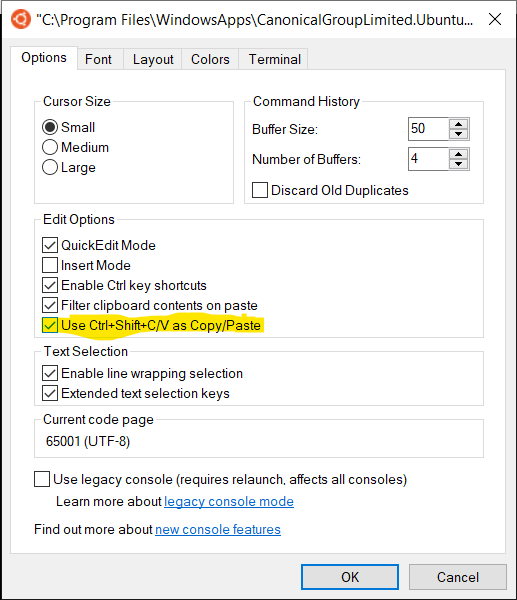 "C:\Program Files\WindowsApps\CanonicalGroupLimited.Ubuntu...
Options Font Layout Colors Terminal
Cursor Size
Small
Medium
Large
Command History
Buffer Size: 50
Number of Buffers: 4
Discard Old Duplicates
Edit Options
QuickEdit Mode
Insert Mode
Enable Ctrl key shortcuts
Filter clipboard contents on paste
Use Ctrl+Shift+C/V as Copy/Paste
Text Selection
Enable line wrapping selection
Extended text selection keys
Current code page
65001 (UTF-8)
Use legacy console (requires relaunch, affects all consoles)
Learn more about legacy console mode
Find out more about new console features
OK Cancel